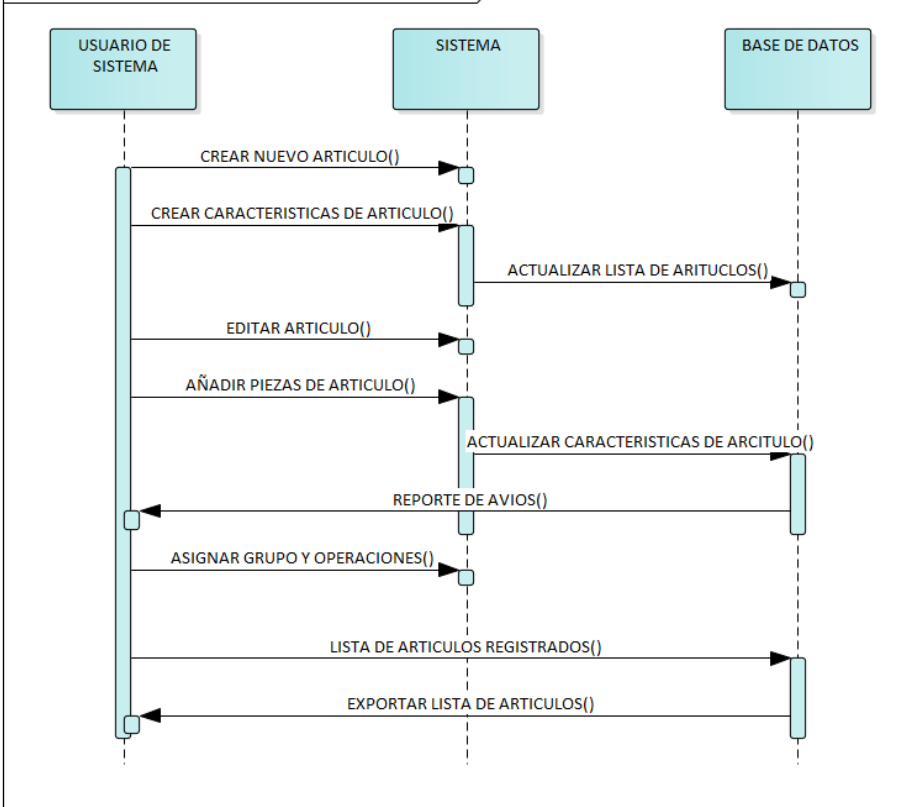 USUARIO DE
SISTEMA
SISTEMA
BASE DE DATOS
CREAR NUEVO ARTICULO()
CREAR CARACTERISTICAS DE ARTICULO()
ACTUALIZAR LISTA DE ARITUCLOS()
EDITAR ARTICULO()
AÑADIR PIEZAS DE ARTICULO()
ACTUALIZAR CARACTERISTICAS DE ARCITULO()
REPORTE DE AVIOS()
ASIGNAR GRUPO Y OPERACIONES()
LISTA DE ARTICULOS REGISTRADOS()
EXPORTAR LISTA DE ARTICULOS()